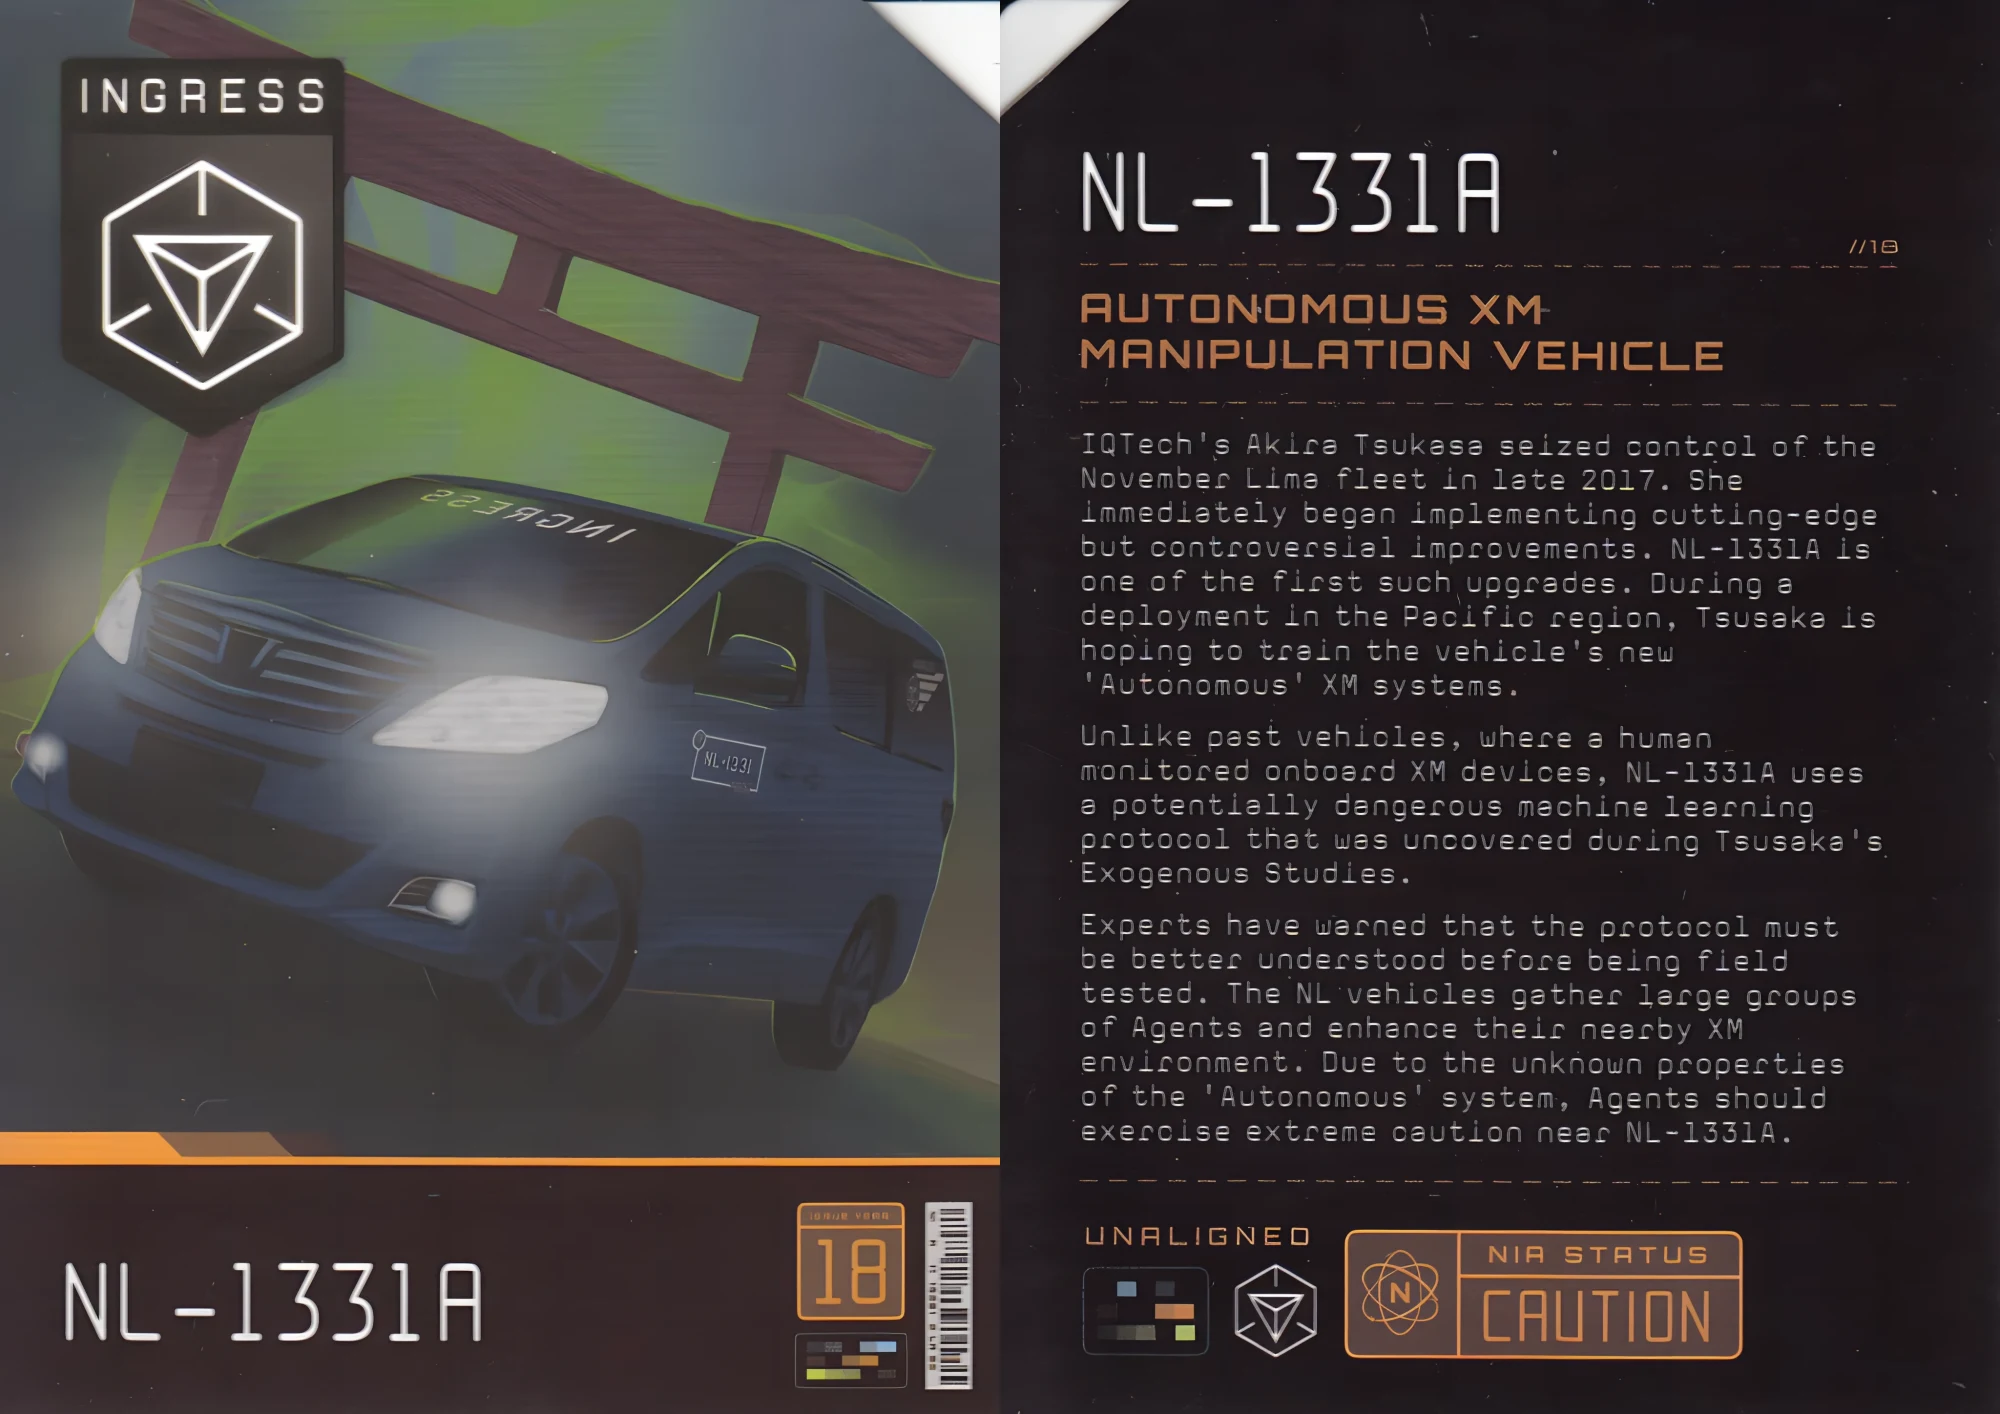 INGRESS
INGRESS
NL-1331
18
NL-1331A
NL-1331A
//18
AUTONOMOUS XM
MANIPULATION VEHICLE
IQTech's Akira Tsukasa seized control of the
November Lima fleet in late 2017. She
immediately began implementing cutting-edge
but controversial improvements. NL-1331A is
one of the first such upgrades. During a
deployment in the Pacific region, Tsusaka is
hoping to train the vehicle's new
'Autonomous' XM systems.
Unlike past vehicles, where a human
monitored onboard XM devices, NL-1331A uses
a potentially dangerous machine learning
protocol that was uncovered during Tsusaka's
Exogenous Studies.
Experts have warned that the protocol must
be better understood before being field
tested. The NL vehicles gather large groups
of Agents and enhance their nearby XM
environment. Due to the unknown properties
of the 'Autonomous' system, Agents should
exercise extreme caution near NL-1331A.
UNALIGNED
N
NIA STATUS
CAUTION